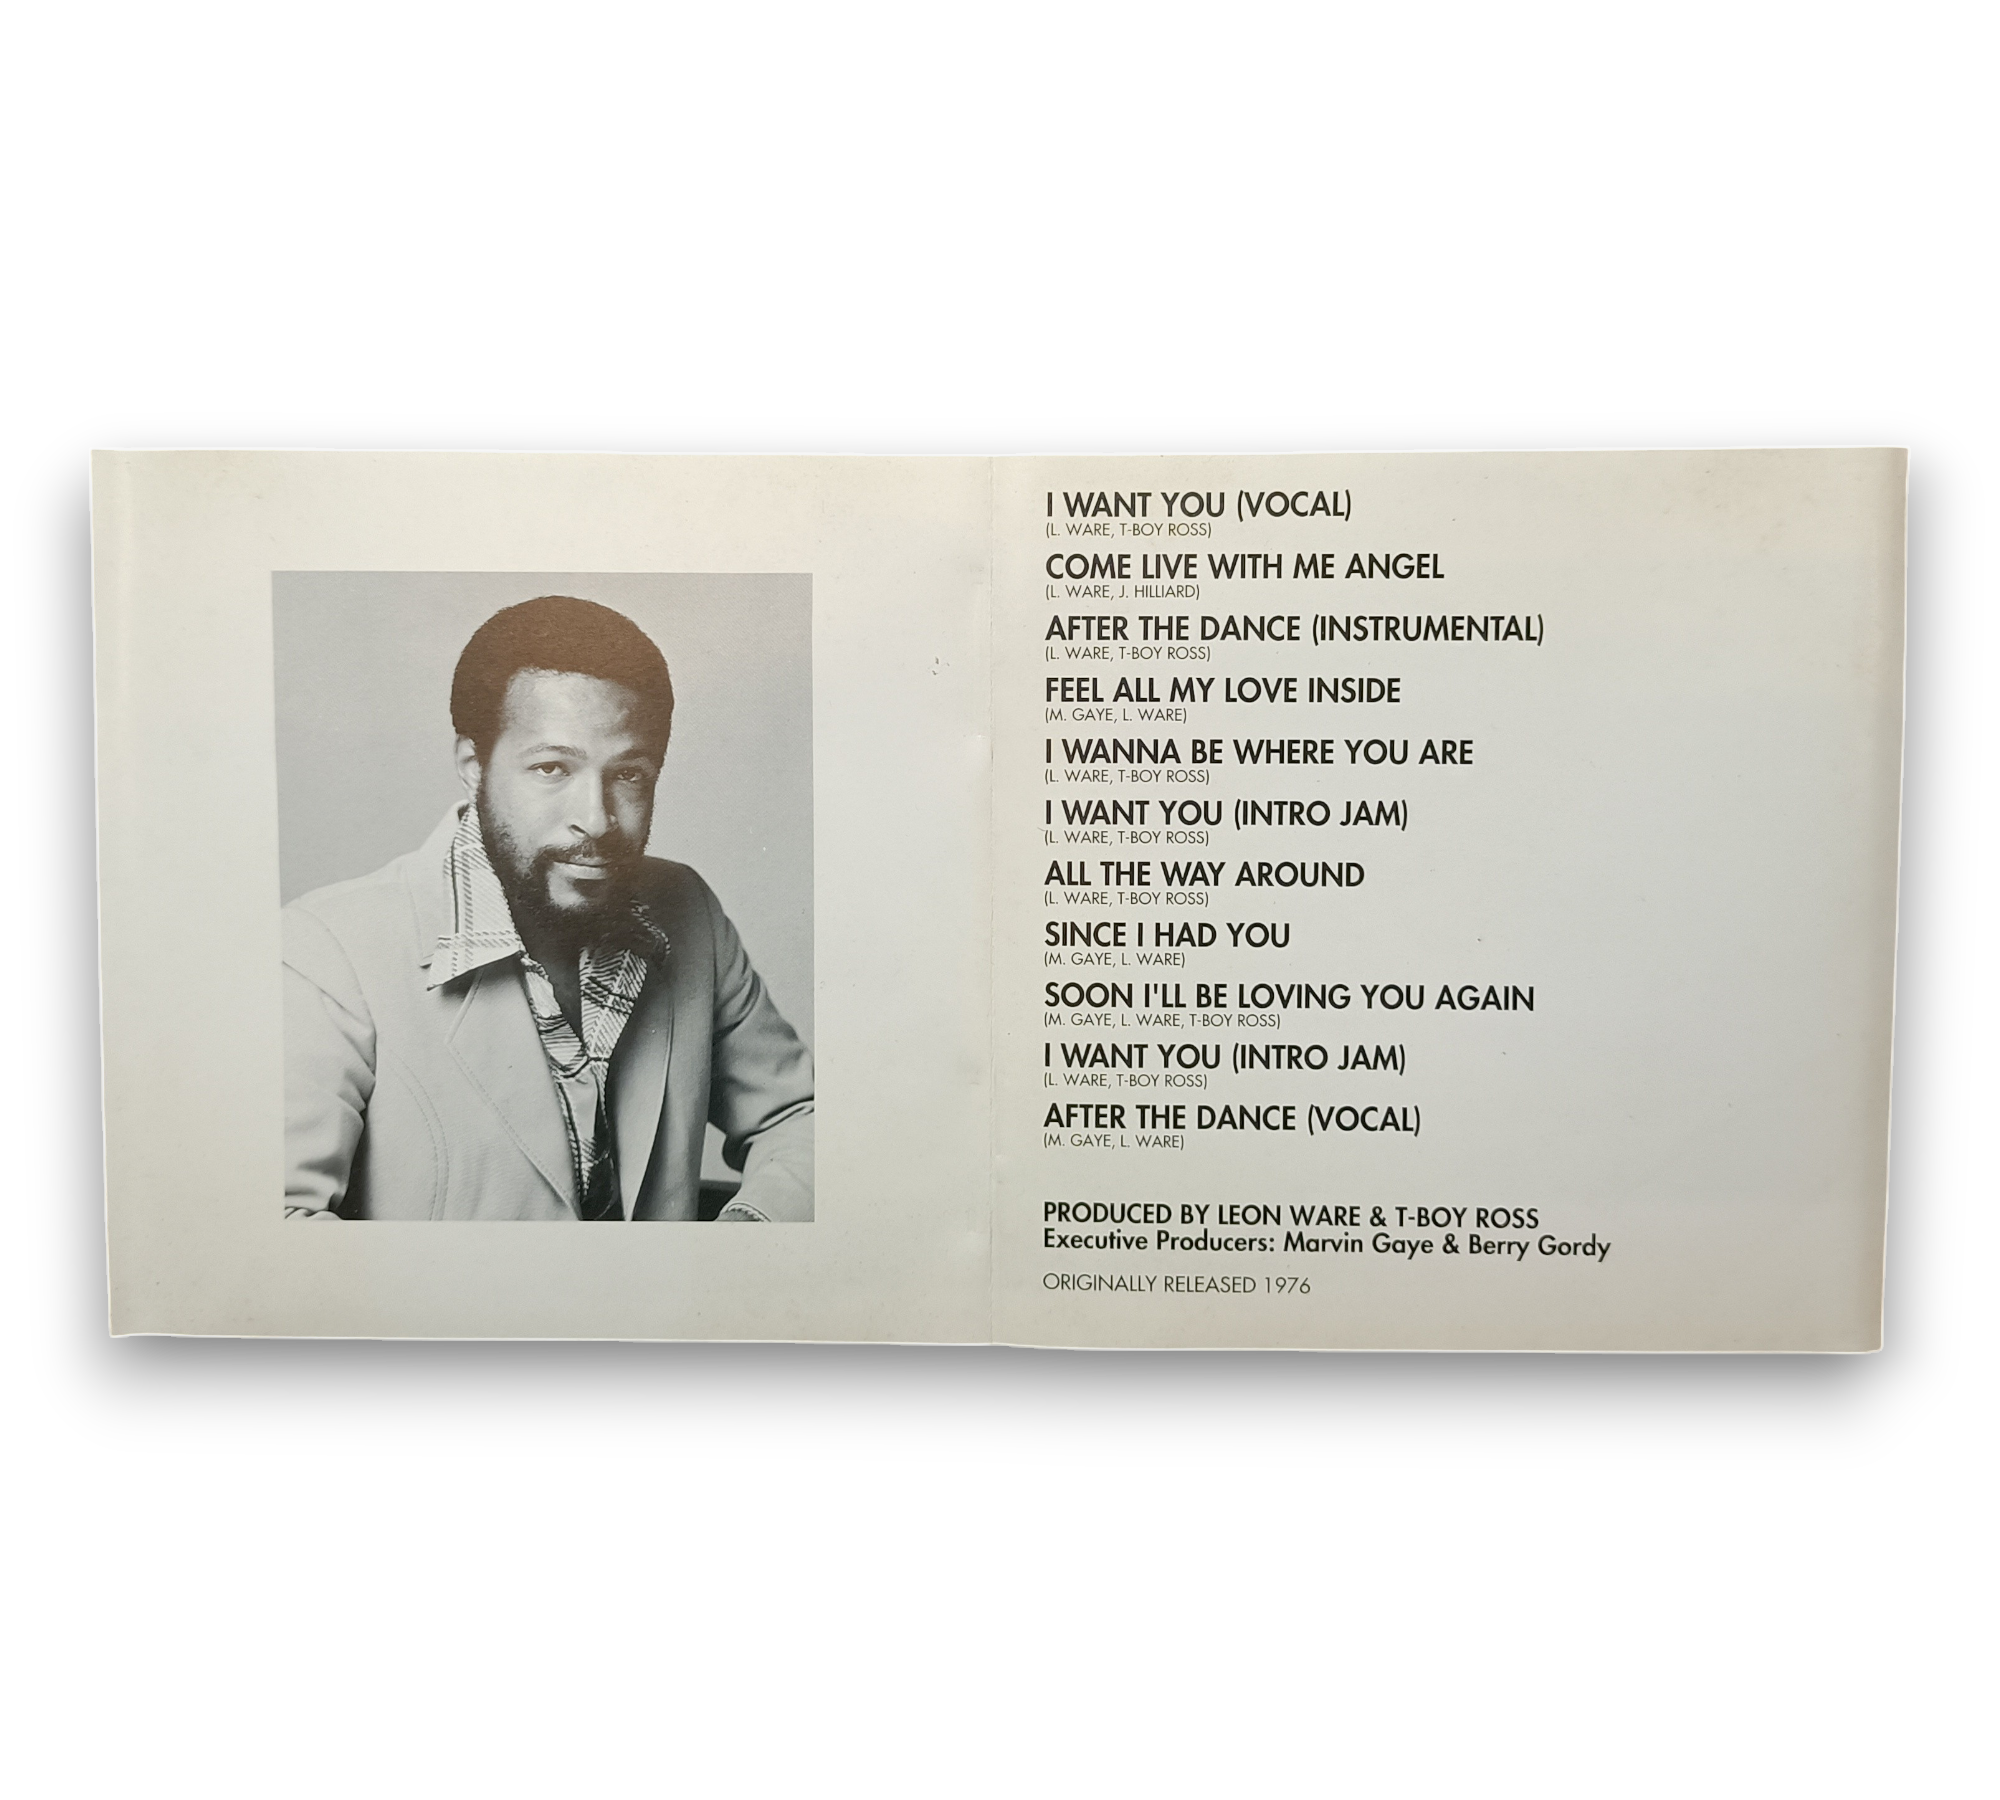 I WANT YOU (VOCAL)
(L. WARE, T-BOY ROSS)
COME LIVE WITH ME ANGEL
(L. WARE, J. HILLIARD)
AFTER THE DANCE (INSTRUMENTAL)
(L. WARE, T-BOY ROSS)
FEEL ALL MY LOVE INSIDE
(M. GAYE, L. WARE)
I WANNA BE WHERE YOU ARE
(L. WARE, T-BOY ROSS)
I WANT YOU (INTRO JAM)
(L. WARE, T-BOY ROSS)
ALL THE WAY AROUND
(L. WARE, T-BOY ROSS)
SINCE I HAD YOU
(M. GAYE, L. WARE)
SOON I'LL BE LOVING YOU AGAIN
(M. GAYE, L. WARE, T-BOY ROSS)
I WANT YOU (INTRO JAM)
(L. WARE, T-BOY ROSS)
AFTER THE DANCE (VOCAL)
(M. GAYE, L. WARE)
PRODUCED BY LEON WARE & T-BOY ROSS
Executive Producers: Marvin Gaye & Berry Gordy
ORIGINALLY RELEASED 1976